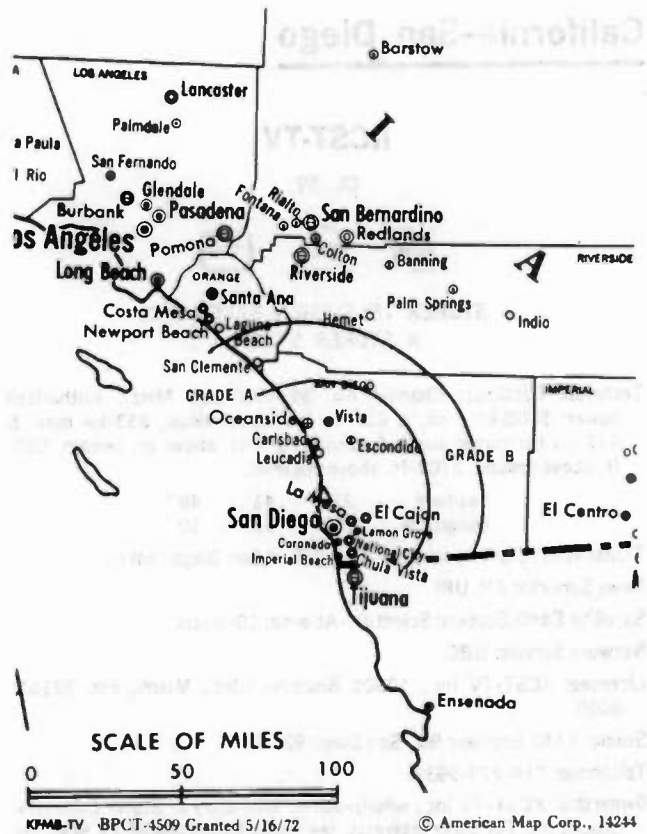 Barstow
LOS ANGELES
Lancaster
Palmdale
a Paula
San Fernando
l Rio
Glendale
Burbank
Pasadena
Fontana
Rialto
San Bernardino
os Angeles
Pomona
Colton
Redlands
I
A
RIVERSIDE
Riverside
Banning
Long Beach
ORANGE
Santa Ana
Palm Springs
Costa Mesa
Newport Beach
Laguna
Beach
Hemet
Indio
San Clemente
SAN DIEGO
IMPERIAL
GRADE A
Oceanside
Vista
Carlsbad
Escondide
GRADE B
Leucadia
La Mesa
El Cajon
El Centro
San Diego
Lemon Grove
Coronado
National City
Imperial Beach
Chula Vista
Tijuana
Ensenada
SCALE OF MILES
0 50 100
KFMB-TV BPCT-4509 Granted 5/16/72
© American Map Corp., 14244